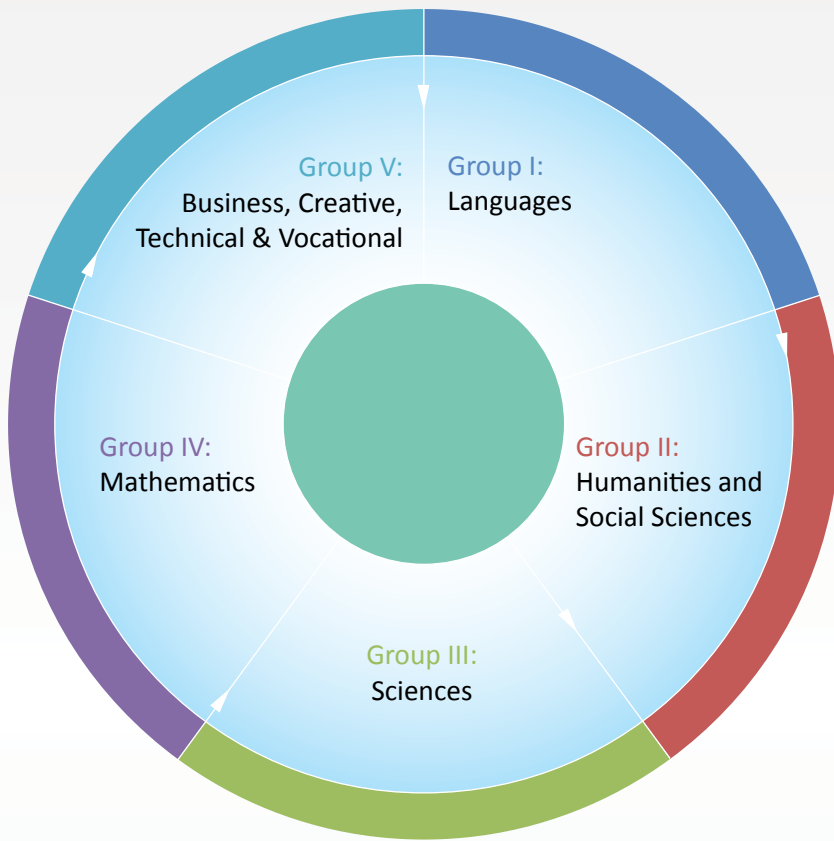 Group I:
Languages
Group II:
Humanities and
Social Sciences
Group III:
Sciences
Group IV:
Mathematics
Group V:
Business, Creative,
Technical & Vocational